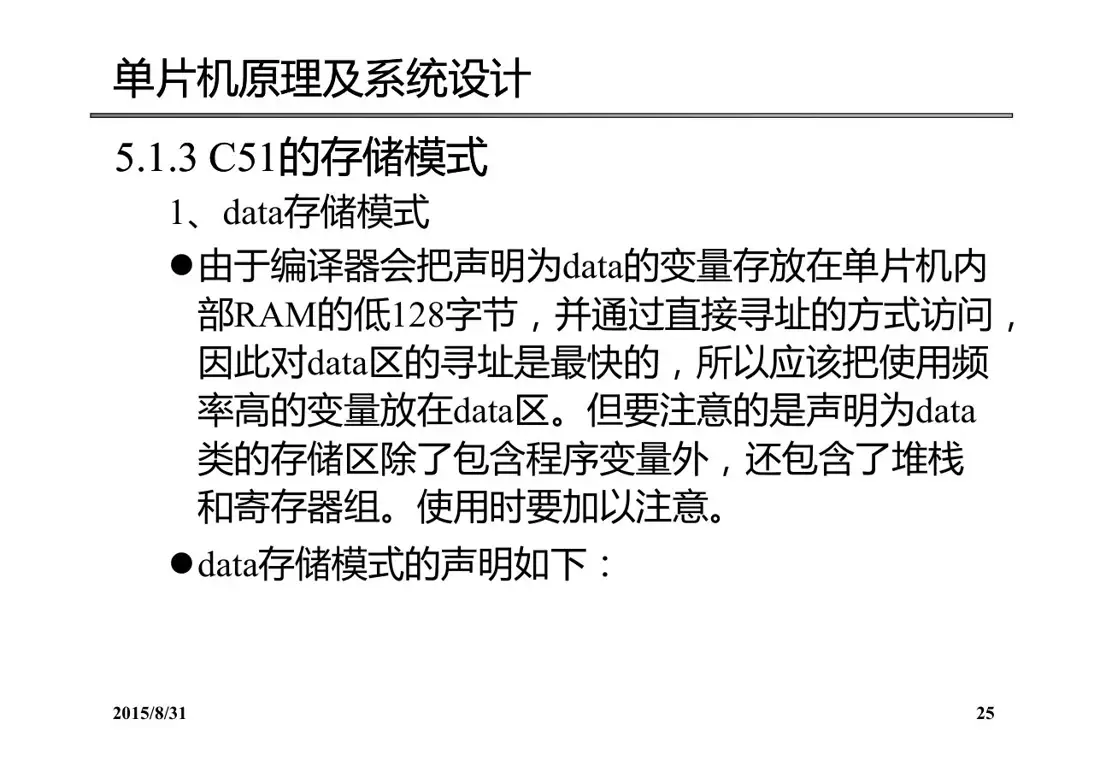 单片机原理及系统设计
5.1.3 C51的存储模式
1、data存储模式
●由于编译器会把声明为data的变量存放在单片机内
部RAM的低128字节，并通过直接寻址的方式访问，
因此对data区的寻址是最快的，所以应该把使用频
率高的变量放在data区。但要注意的是声明为data
类的存储区除了包含程序变量外，还包含了堆栈
和寄存器组。使用时要加以注意。
●data存储模式的声明如下：
2015/8/31
25